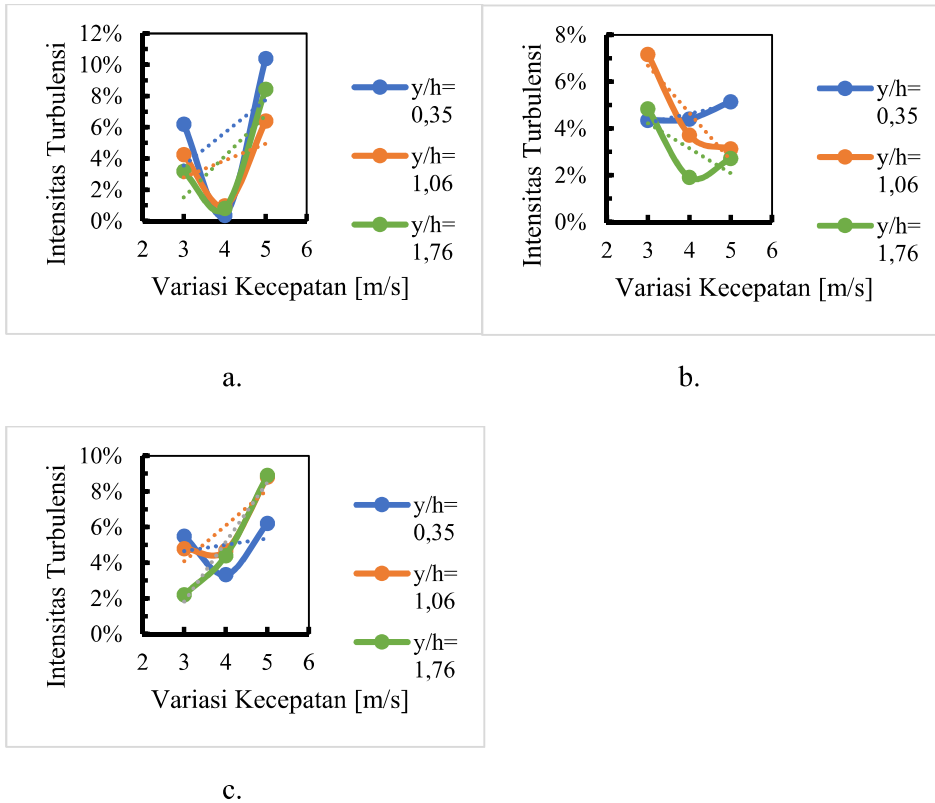 12%
10%
8%
6%
4%
2%
0%
Intensitas Turbulensi
2 3 4 5 6
Variasi Kecepatan [m/s]
y/h=
0,35
y/h=
1,06
y/h=
1,76
a.
8%
6%
4%
2%
0%
Intensitas Turbulensi
2 3 4 5 6
Variasi Kecepatan [m/s]
y/h=
0,35
y/h=
1,06
y/h=
1,76
b.
10%
8%
6%
4%
2%
0%
Intensitas Turbulensi
2 3 4 5 6
Variasi Kecepatan [m/s]
y/h=
0,35
y/h=
1,06
y/h=
1,76
c.